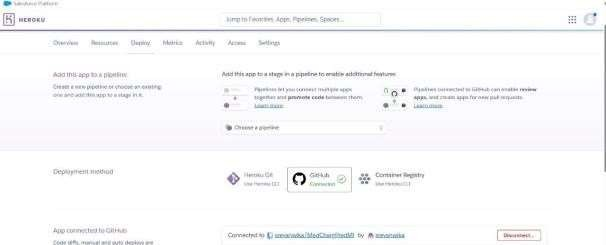 Salesforce Platform
HEROKU
Jump to Favorites, Apps, Pipelines, Spaces...
Overview Resources Deploy Metrics Activity Access Settings
Add this app to a pipeline
Create a new pipeline or choose an existing
one and add this app to a stage in it.
Add this app to a stage in a pipeline to enable additional features
Pipelines let you connect multiple apps
together and promote code between them.
Learn more
Pipelines connected to GitHub can enable review
apps, and create apps for new pull requests.
Learn more
Choose a pipeline
Deployment method
Heroku Git
Use Heroku CLI
GitHub
Connected
Container Registry
Use Heroku CLI
App connected to GitHub
Code diffs, manual and auto deploys are
Connected to
by
Disconnect...